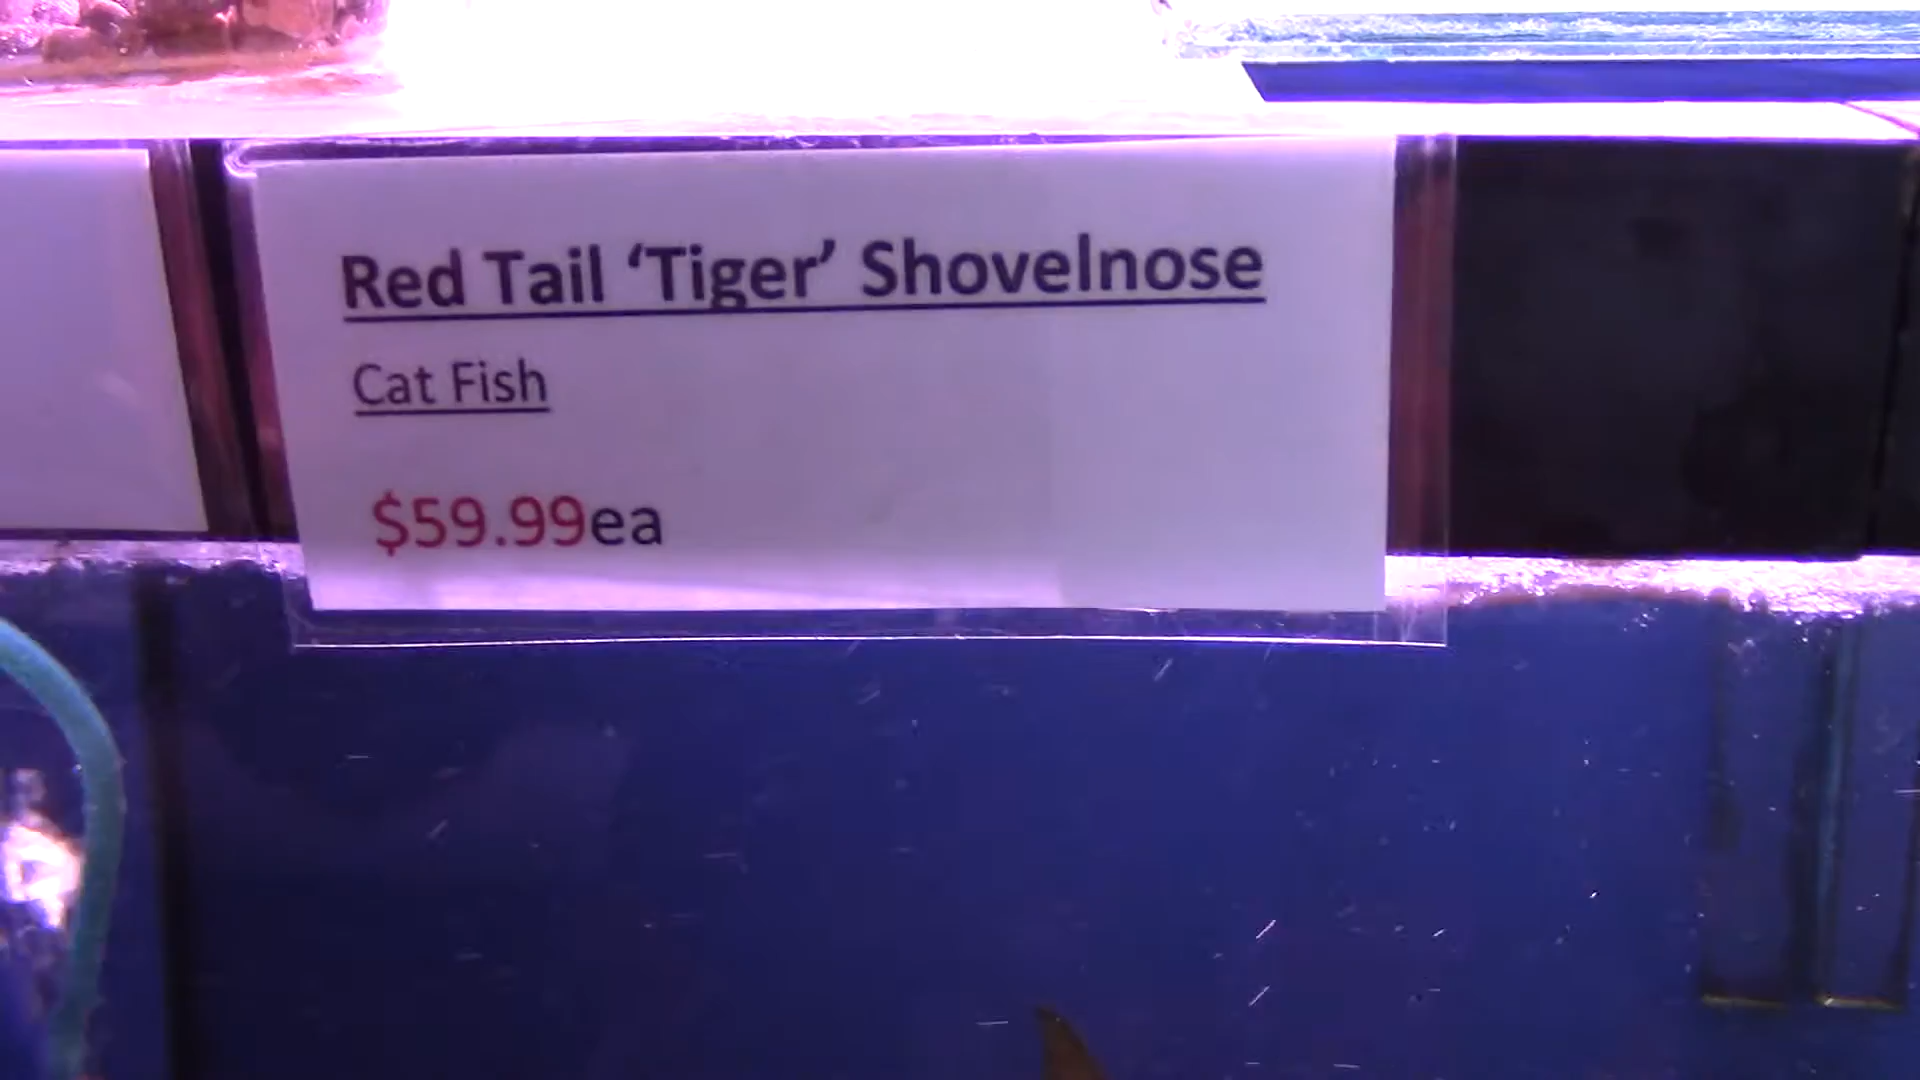 Red Tail ‘Tiger’ Shovelnose
Cat Fish
$59.99ea